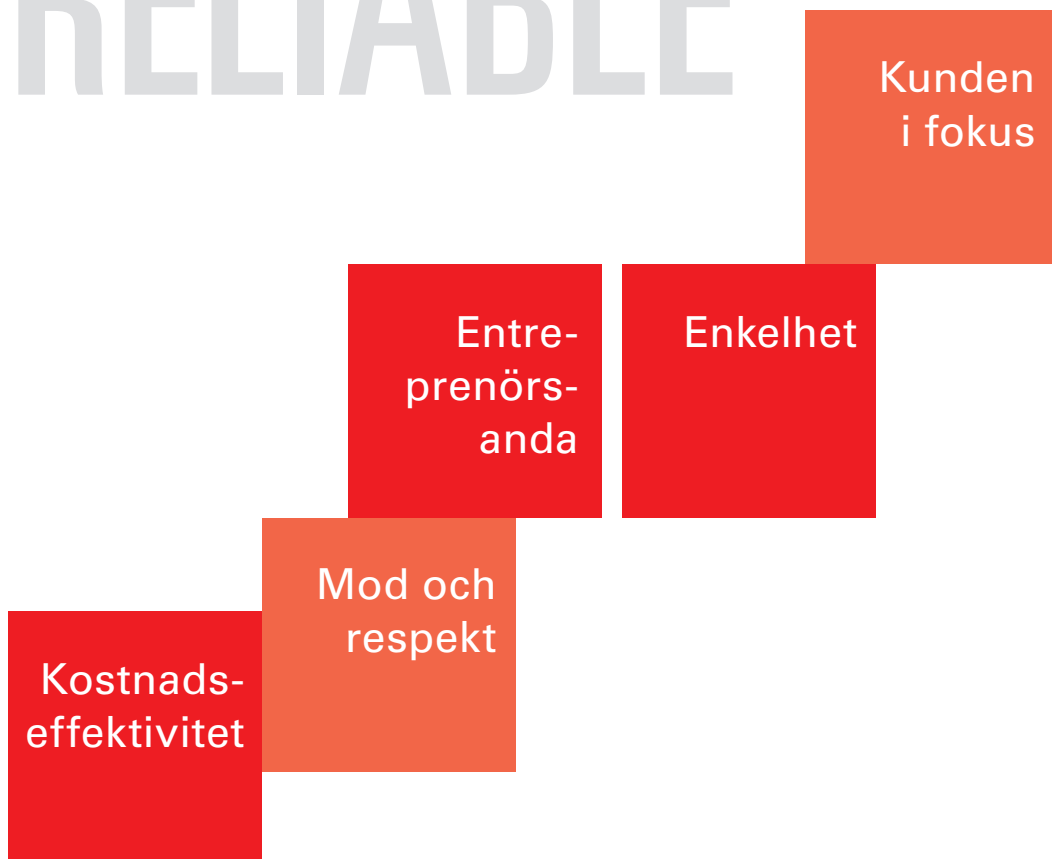 RELIABLE
Kunden
i fokus
Entre-
prenörs-
anda
Enkelhet
Mod och
respekt
Kostnads-
effektivitet